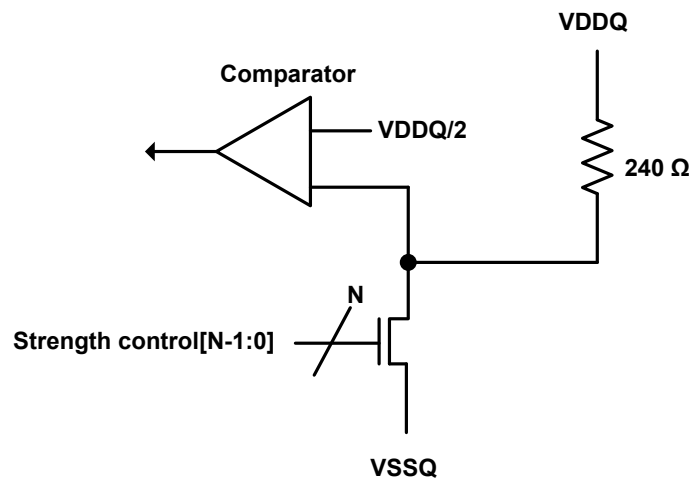 VDDQ
Comparator
VDDQ/2
240 Ω
N
Strength control[N-1:0]
VSSQ